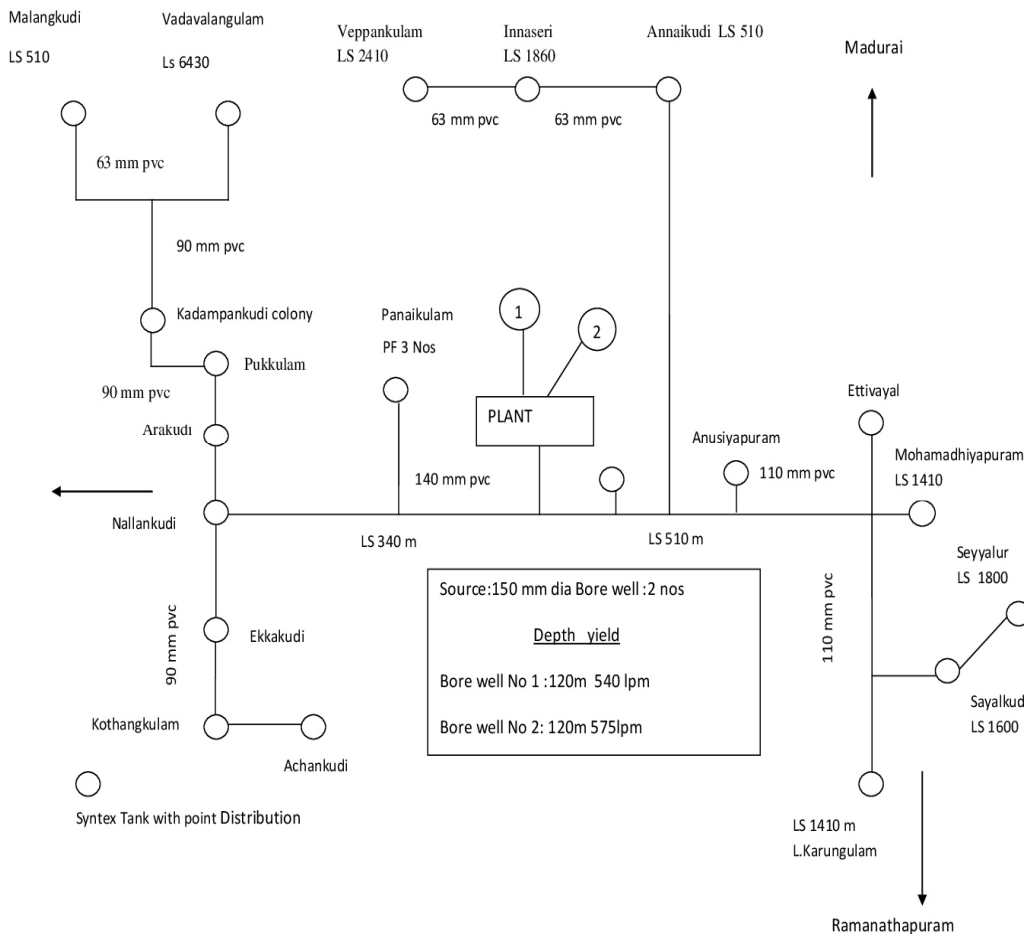 Malangkudi
LS 510
Vadavalangulam
Ls 6430
Veppankulam
LS 2410
Innaseri
LS 1860
Annaikudi LS 510
Madurai
63 mm pvc
63 mm pvc
63 mm pvc
90 mm pvc
Kadampankudi colony
Panaikulam
PF 3 Nos
1
2
Pukkulam
90 mm pvc
PLANT
Ettivayal
Arakudi
Anusiyapuram
Mohamadhiyapuram
LS 1410
140 mm pvc
110 mm pvc
Nallankudi
LS 340 m
LS 510 m
Seyyalur
LS 1800
Source:150 mm dia Bore well :2 nos
Depth yield
Bore well No 1 :120m 540 lpm
Bore well No 2: 120m 575lpm
90 mm pvc
110 mm pvc
Ekkakudi
Sayalkud
LS 1600
Kothangkulam
Achankudi
Syntex Tank with point Distribution
LS 1410 m
L.Karungulam
Ramanathapuram